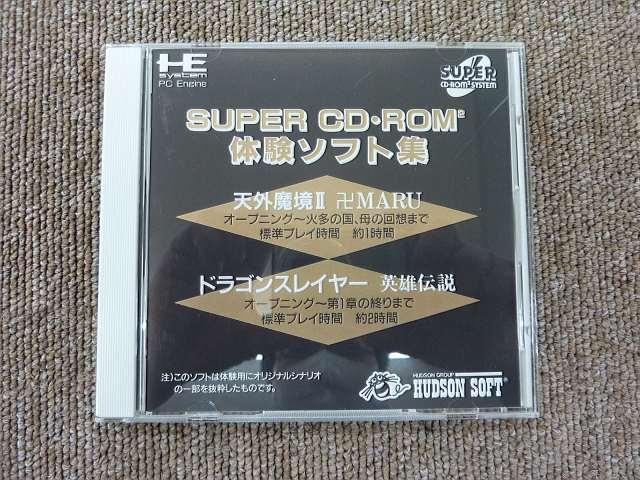 HE
system
PC Engine
SUPER
CD-ROM² SYSTEM
SUPER CD・ROM²
体験ソフト集
天外魔境Ⅱ 卍MARU
オープニング〜火多の国、母の回想まで
標準プレイ時間 約1時間
ドラゴンスレイヤー 英雄伝説
オープニング〜第1章の終りまで
標準プレイ時間 約2時間
注)このソフトは体験用にオリジナルシナリオ
の一部を抜粋したものです。
HUDSON GROUP
HUDSON SOFT®